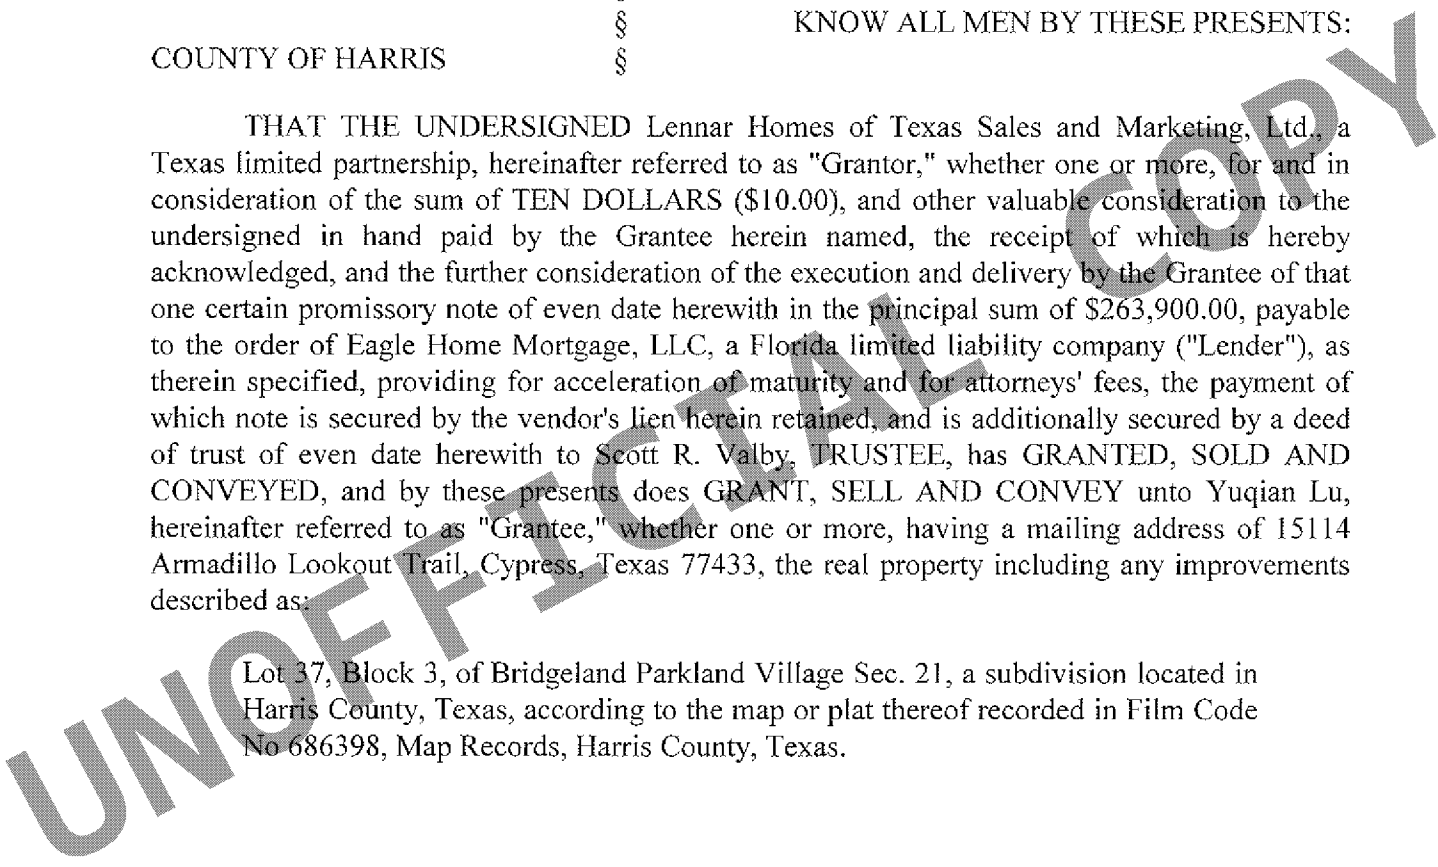 § KNOW ALL MEN BY THESE PRESENTS:
COUNTY OF HARRIS §
THAT THE UNDERSIGNED Lennar Homes of Texas Sales and Marketing, Ltd., a
Texas limited partnership, hereinafter referred to as "Grantor," whether one or more, for and in
consideration of the sum of TEN DOLLARS ($10.00), and other valuable consideration to the
undersigned in hand paid by the Grantee herein named, the receipt of which is hereby
acknowledged, and the further consideration of the execution and delivery by the Grantee of that
one certain promissory note of even date herewith in the principal sum of $263,900.00, payable
to the order of Eagle Home Mortgage, LLC, a Florida limited liability company ("Lender"), as
therein specified, providing for acceleration of maturity and for attorneys' fees, the payment of
which note is secured by the vendor's lien herein retained, and is additionally secured by a deed
of trust of even date herewith to Scott R. Valby, TRUSTEE, has GRANTED, SOLD AND
CONVEYED, and by these presents does GRANT, SELL AND CONVEY unto Yuqian Lu,
hereinafter referred to as "Grantee," whether one or more, having a mailing address of 15114
Armadillo Lookout Trail, Cypress, Texas 77433, the real property including any improvements
described as:
Lot 37, Block 3, of Bridgeland Parkland Village Sec. 21, a subdivision located in
Harris County, Texas, according to the map or plat thereof recorded in Film Code
No 686398, Map Records, Harris County, Texas.
UNOFFICIAL COPY